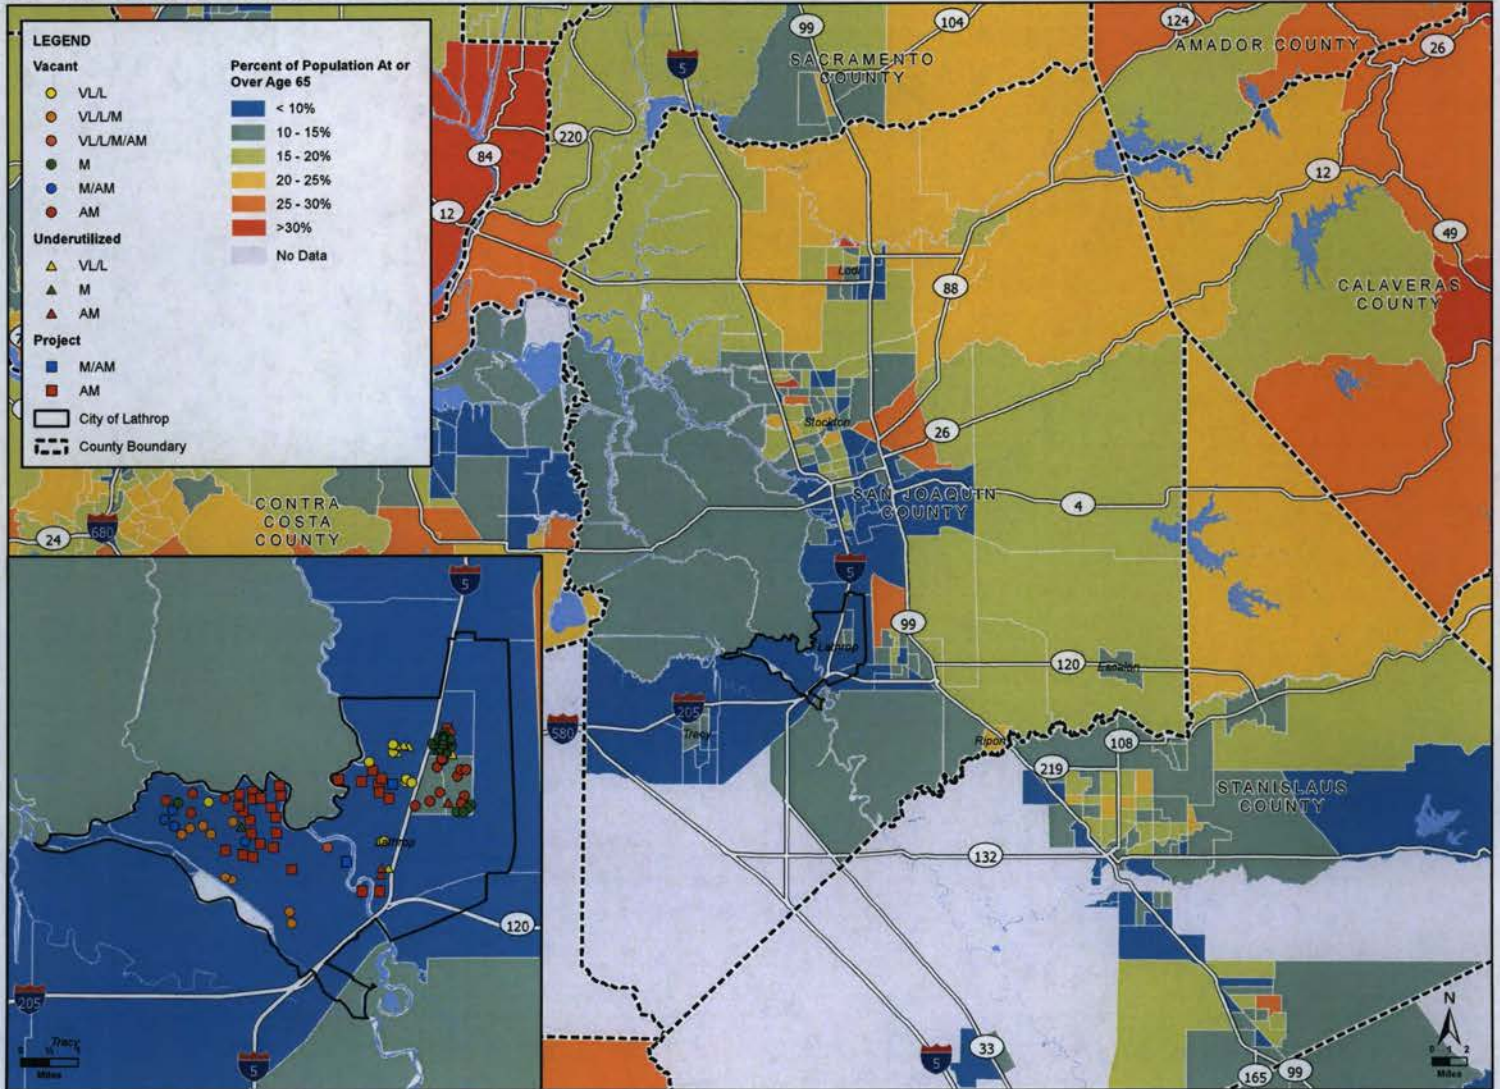 LEGEND
Vacant
VL/L
VL/L/M
VL/L/M/AM
M
M/AM
AM
Underutilized
VL/L
M
AM
Project
M/AM
AM
City of Lathrop
County Boundary
Percent of Population At or
Over Age 65
< 10%
10 - 15%
15 - 20%
20 - 25%
25 - 30%
>30%
No Data
99
104
124
26
5
SACRAMENTO
COUNTY
AMADOR COUNTY
220
84
12
12
49
Lodi
88
CALAVERAS
COUNTY
Stockton
26
SAN JOAQUIN
COUNTY
4
CONTRA
COSTA
COUNTY
24
680
5
99
Lathrop
120
Escalon
205
580
Tracy
Ripon
108
219
STANISLAUS
COUNTY
132
33
5
165
99
N
0 1 2
Miles
5
Lathrop
120
205
5
Tracy
Miles